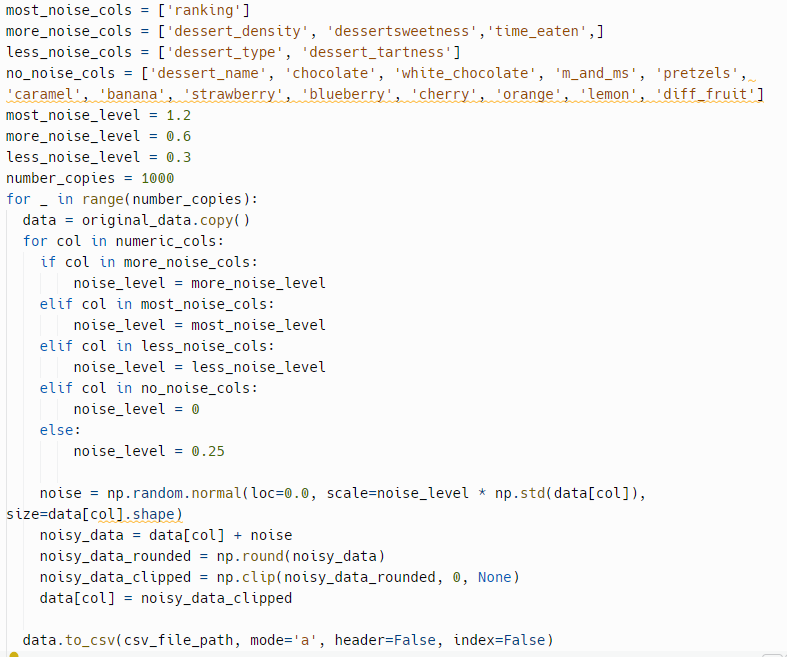 most_noise_cols = ['ranking']
more_noise_cols = ['dessert_density', 'dessertsweetness','time_eaten',]
less_noise_cols = ['dessert_type', 'dessert_tartness']
no_noise_cols = ['dessert_name', 'chocolate', 'white_chocolate', 'm_and_ms', 'pretzels',
'caramel', 'banana', 'strawberry', 'blueberry', 'cherry', 'orange', 'lemon', 'diff_fruit']
most_noise_level = 1.2
more_noise_level = 0.6
less_noise_level = 0.3
number_copies = 1000
for _ in range(number_copies):
  data = original_data.copy()
  for col in numeric_cols:
    if col in more_noise_cols:
        noise_level = more_noise_level
    elif col in most_noise_cols:
        noise_level = most_noise_level
    elif col in less_noise_cols:
        noise_level = less_noise_level
    elif col in no_noise_cols:
        noise_level = 0
    else:
        noise_level = 0.25

    noise = np.random.normal(loc=0.0, scale=noise_level * np.std(data[col]),
size=data[col].shape)
    noisy_data = data[col] + noise
    noisy_data_rounded = np.round(noisy_data)
    noisy_data_clipped = np.clip(noisy_data_rounded, 0, None)
    data[col] = noisy_data_clipped

  data.to_csv(csv_file_path, mode='a', header=False, index=False)